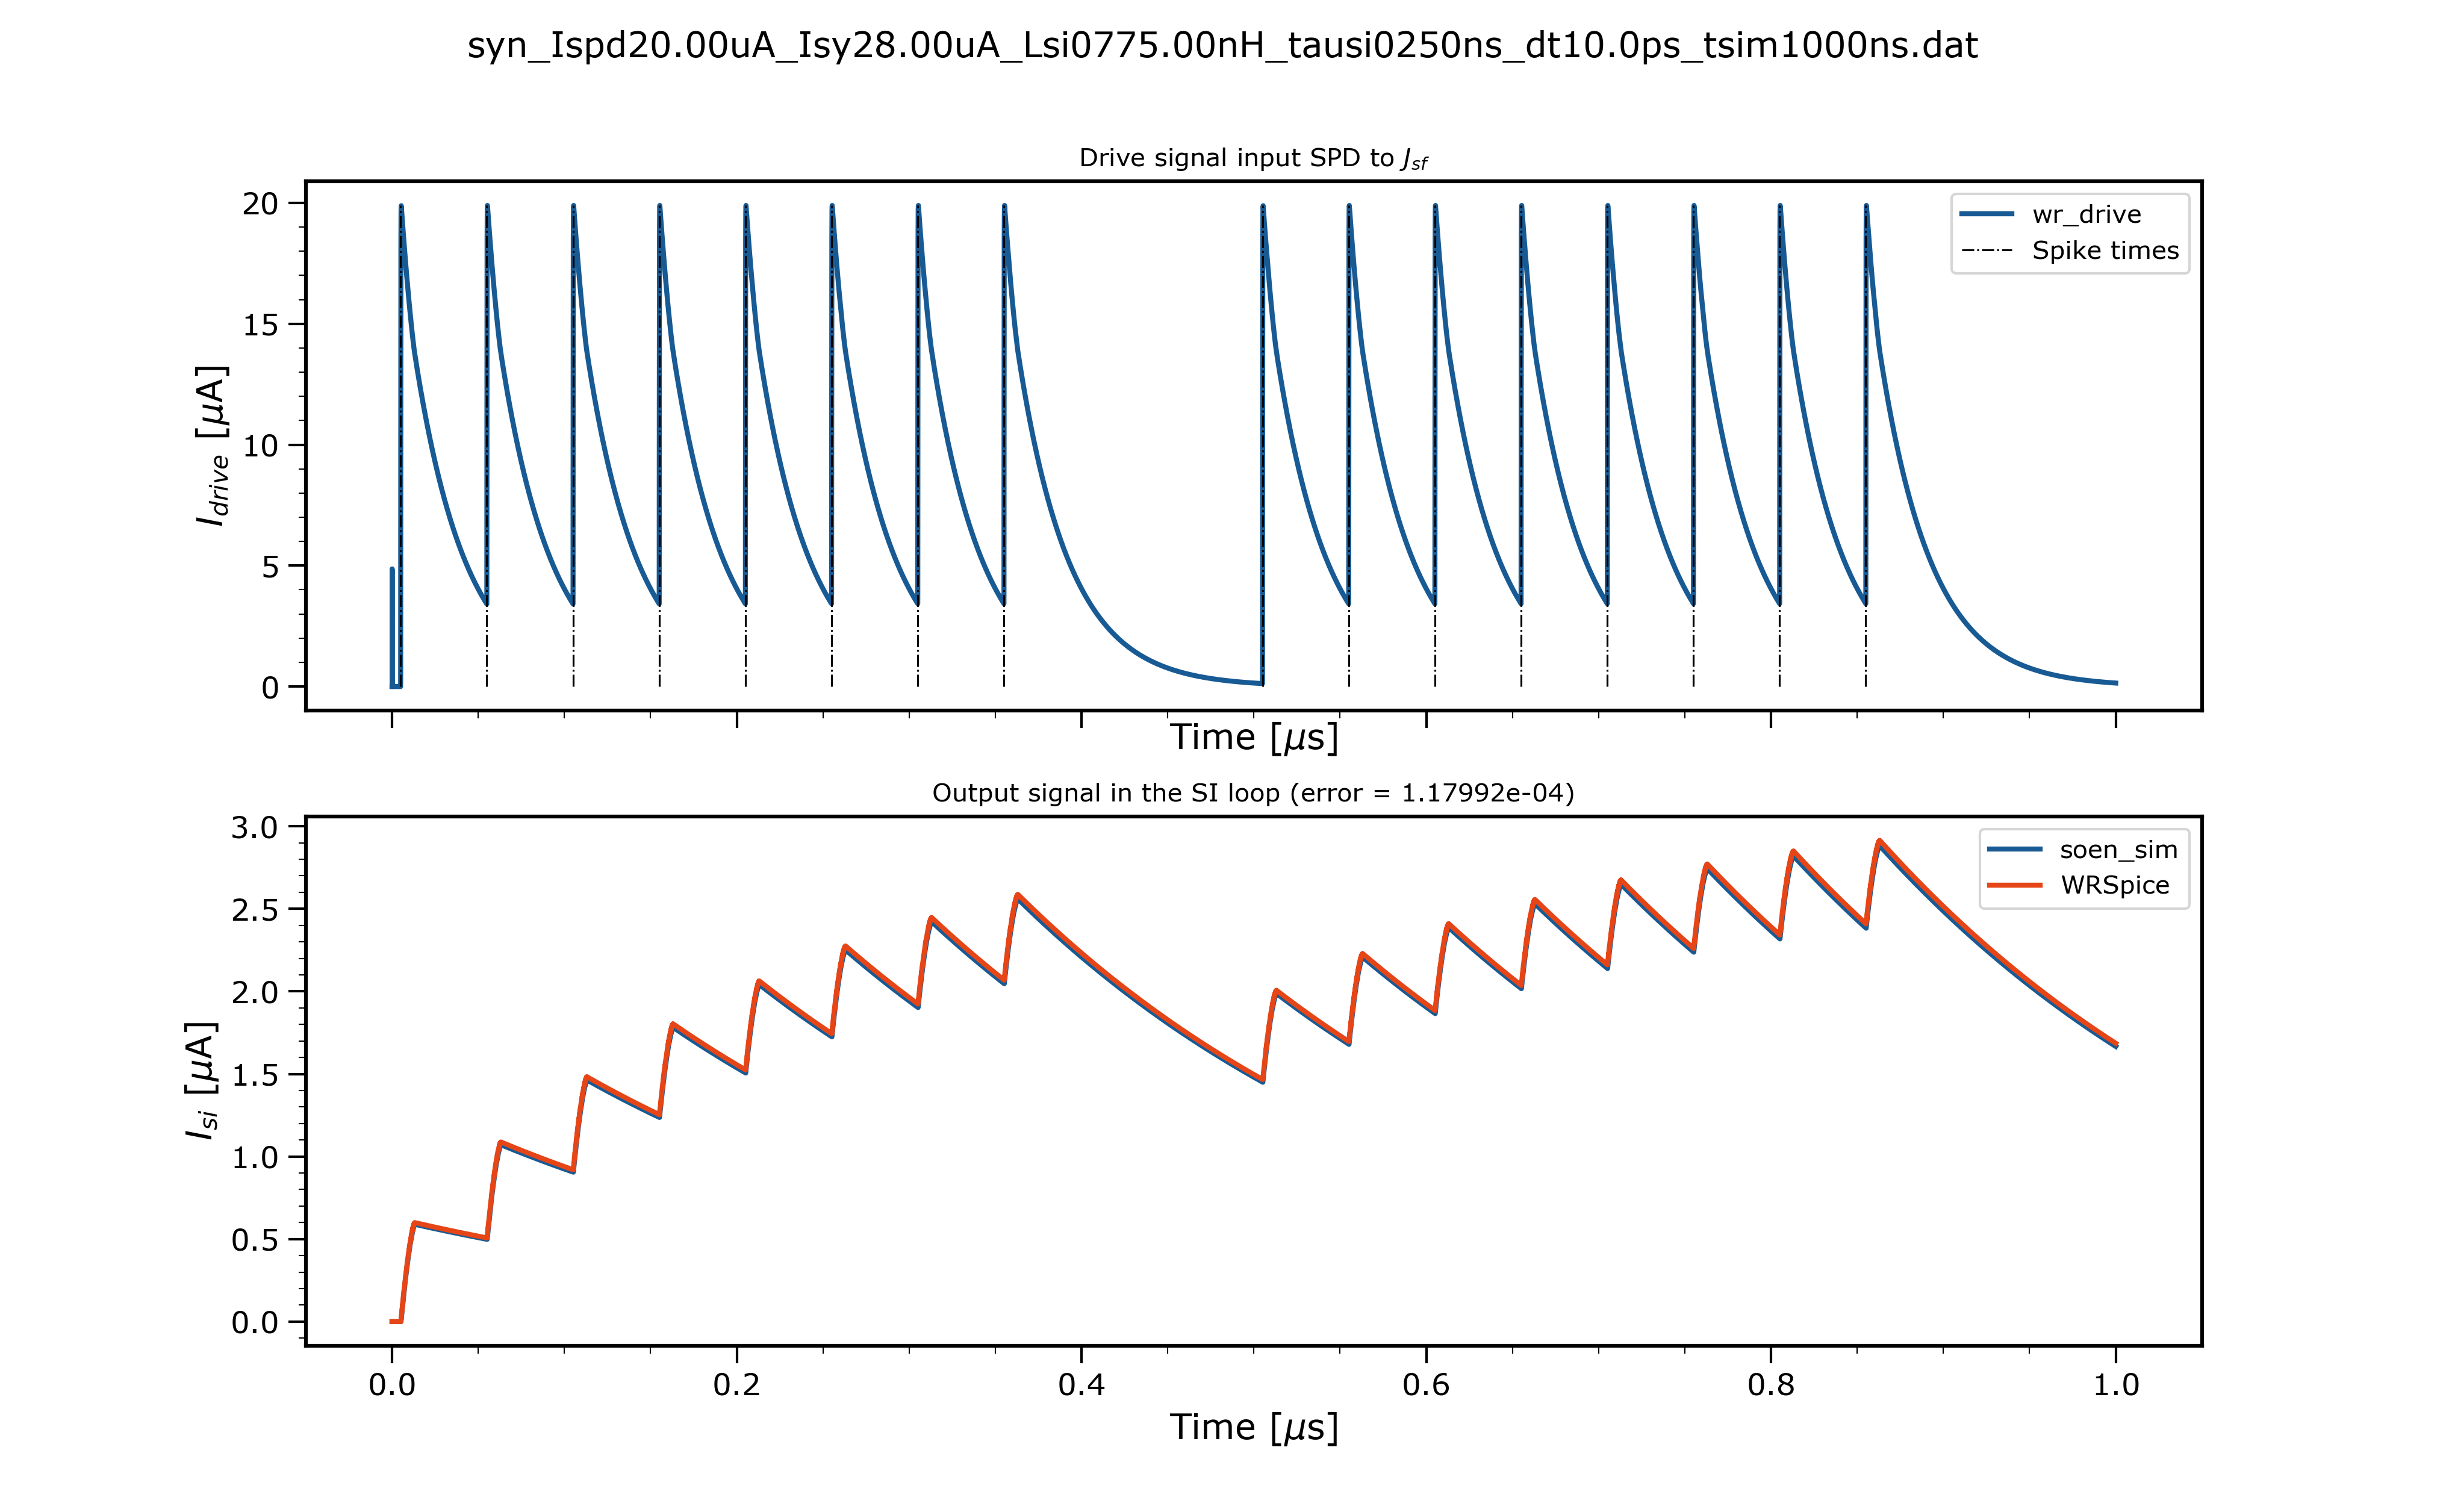 syn_Ispd20.00uA_Isy28.00uA_Lsi0775.00nH_tausi0250ns_dt10.0ps_tsim1000ns.dat
Drive signal input SPD to J_sf
20
15
10
5
0
I_drive [μA]
wr_drive
Spike times
Time [μs]
Output signal in the SI loop (error = 1.17992e-04)
3.0
2.5
2.0
1.5
1.0
0.5
0.0
I_si [μA]
soen_sim
WRSpice
0.0 0.2 0.4 0.6 0.8 1.0
Time [μs]